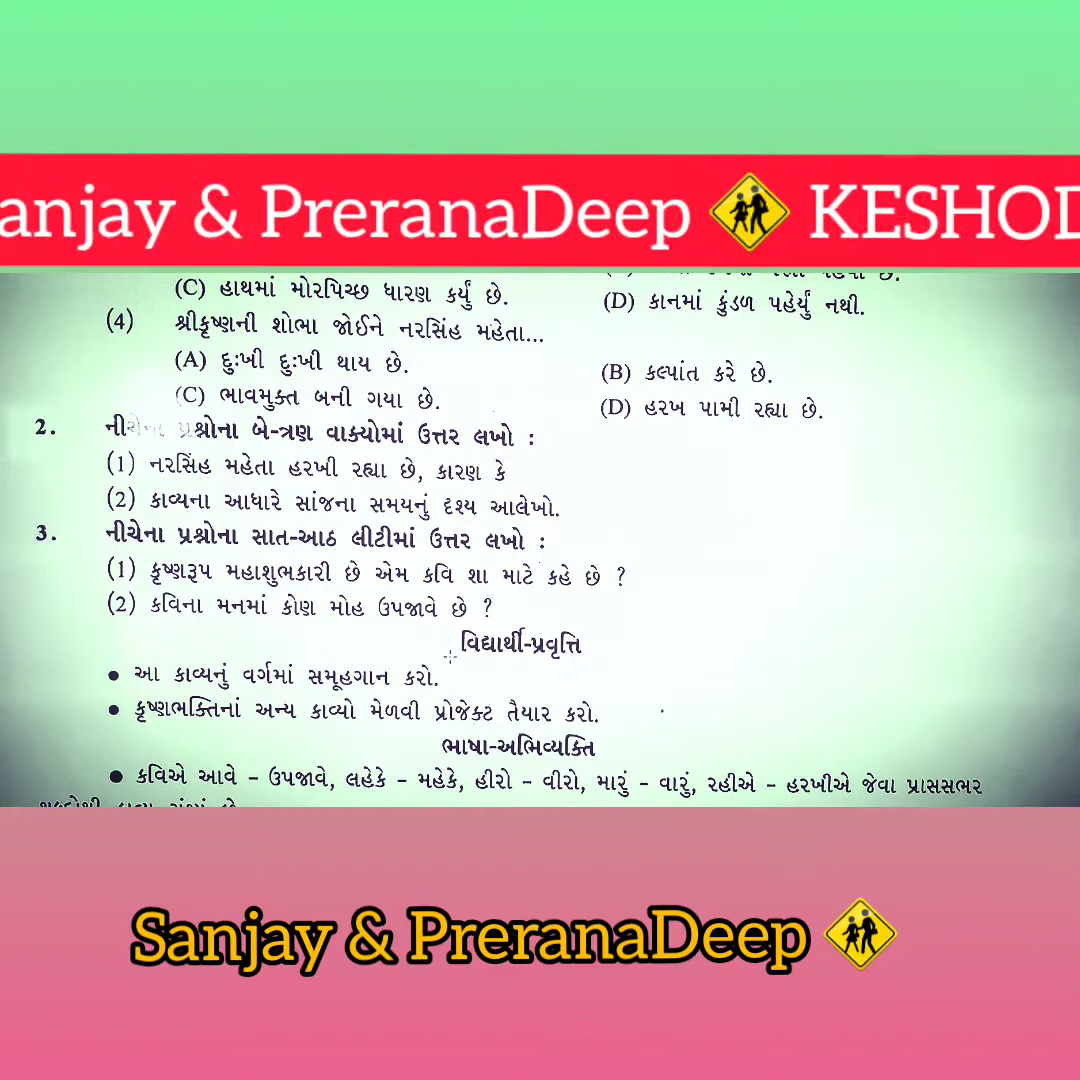 anjay & PreranaDeep 🚸 KESHOD
(C) હાથમાં મોરપિચ્છ ધારણ કર્યું છે.
(D) કાનમાં કુંડળ પહેર્યું નથી.
(4) શ્રીકૃષ્ણની શોભા જોઈને નરસિંહ મહેતા...
(A) દુઃખી દુઃખી થાય છે.
(B) કલ્પાંત કરે છે.
(C) ભાવમુક્ત બની ગયા છે.
(D) હરખ પામી રહ્યા છે.
2. નીચેના પ્રશ્નોના બે-ત્રણ વાક્યોમાં ઉત્તર લખો :
(1) નરસિંહ મહેતા હરખી રહ્યા છે, કારણ કે
(2) કાવ્યના આધારે સાંજના સમયનું દૃશ્ય આલેખો.
3. નીચેના પ્રશ્નોના સાત-આઠ લીટીમાં ઉત્તર લખો :
(1) કૃષ્ણરૂપ મહાશુભકારી છે એમ કવિ શા માટે કહે છે ?
(2) કવિના મનમાં કોણ મોહ ઉપજાવે છે ?
વિદ્યાર્થી-પ્રવૃત્તિ
• આ કાવ્યનું વર્ગમાં સમૂહગાન કરો.
• કૃષ્ણભક્તિનાં અન્ય કાવ્યો મેળવી પ્રોજેક્ટ તૈયાર કરો.
ભાષા-અભિવ્યક્તિ
• કવિએ આવે – ઉપજાવે, લહેકે – મહેકે, હીરો – વીરો, મારું – વારું, રહીએ – હરખીએ જેવા પ્રાસસભર
Sanjay & PreranaDeep 🚸